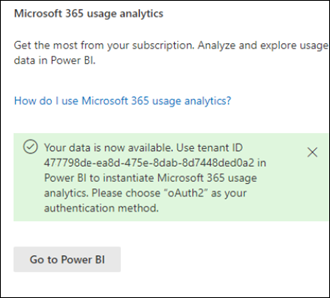 Microsoft 365 usage analytics
Get the most from your subscription. Analyze and explore usage
data in Power BI.
How do I use Microsoft 365 usage analytics?
Your data is now available. Use tenant ID
477798de-ea8d-475e-8dab-8d7448ded0a2 in
Power BI to instantiate Microsoft 365 usage
analytics. Please choose "oAuth2" as your
authentication method.
Go to Power BI